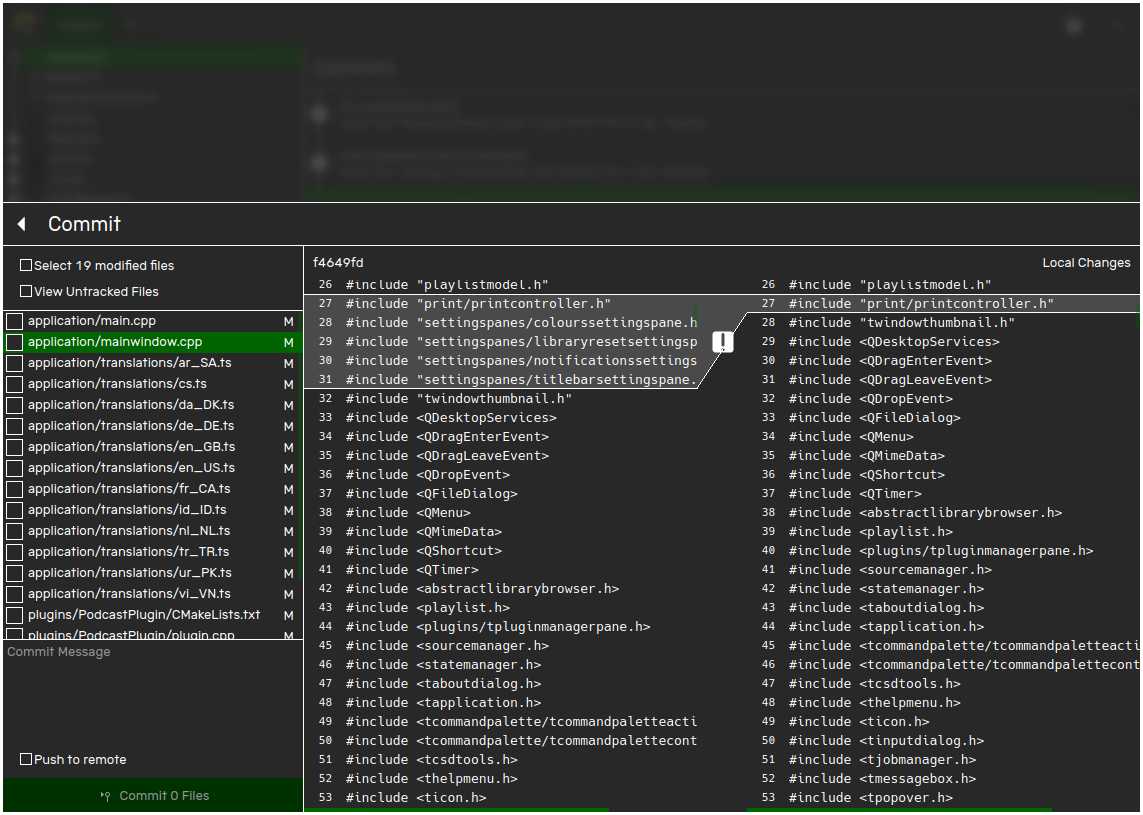 Commit
Select 19 modified files
View Untracked Files
application/main.cpp M
application/mainwindow.cpp M
application/translations/ar_SA.ts M
application/translations/cs.ts M
application/translations/da_DK.ts M
application/translations/de_DE.ts M
application/translations/en_GB.ts M
application/translations/en_US.ts M
application/translations/fr_CA.ts M
application/translations/id_ID.ts M
application/translations/nl_NL.ts M
application/translations/tr_TR.ts M
application/translations/ur_PK.ts M
application/translations/vi_VN.ts M
plugins/PodcastPlugin/CMakeLists.txt M
plugins/PodcastPlugin/plugin.cpp M
Commit Message
Push to remote
Commit 0 Files
f4649fd
26 #include "playlistmodel.h"
27 #include "print/printcontroller.h"
28 #include "settingspanes/colourssettingspane.h
29 #include "settingspanes/libraryresetsettingsp
30 #include "settingspanes/notificationssettings
31 #include "settingspanes/titlebarsettingspane.
32 #include "twindowthumbnail.h"
33 #include <QDesktopServices>
34 #include <QDragEnterEvent>
35 #include <QDragLeaveEvent>
36 #include <QDropEvent>
37 #include <QFileDialog>
38 #include <QMenu>
39 #include <QMimeData>
40 #include <QShortcut>
41 #include <QTimer>
42 #include <abstractlibrarybrowser.h>
43 #include <playlist.h>
44 #include <plugins/tpluginmanagerpane.h>
45 #include <sourcemanager.h>
46 #include <statemanager.h>
47 #include <taboutdialog.h>
48 #include <tapplication.h>
49 #include <tcommandpalette/tcommandpaletteacti
50 #include <tcommandpalette/tcommandpalettecont
51 #include <tcsdtools.h>
52 #include <thelpmenu.h>
53 #include <ticon.h>
Local Changes
26 #include "playlistmodel.h"
27 #include "print/printcontroller.h"
28 #include "twindowthumbnail.h"
29 #include <QDesktopServices>
30 #include <QDragEnterEvent>
31 #include <QDragLeaveEvent>
32 #include <QDropEvent>
33 #include <QFileDialog>
34 #include <QMenu>
35 #include <QMimeData>
36 #include <QShortcut>
37 #include <QTimer>
38 #include <abstractlibrarybrowser.h>
39 #include <playlist.h>
40 #include <plugins/tpluginmanagerpane.h>
41 #include <sourcemanager.h>
42 #include <statemanager.h>
43 #include <taboutdialog.h>
44 #include <tapplication.h>
45 #include <tcommandpalette/tcommandpaletteacti
46 #include <tcommandpalette/tcommandpalettecont
47 #include <tcsdtools.h>
48 #include <thelpmenu.h>
49 #include <ticon.h>
50 #include <tinputdialog.h>
51 #include <tjobmanager.h>
52 #include <tmessagebox.h>
53 #include <tpopover.h>